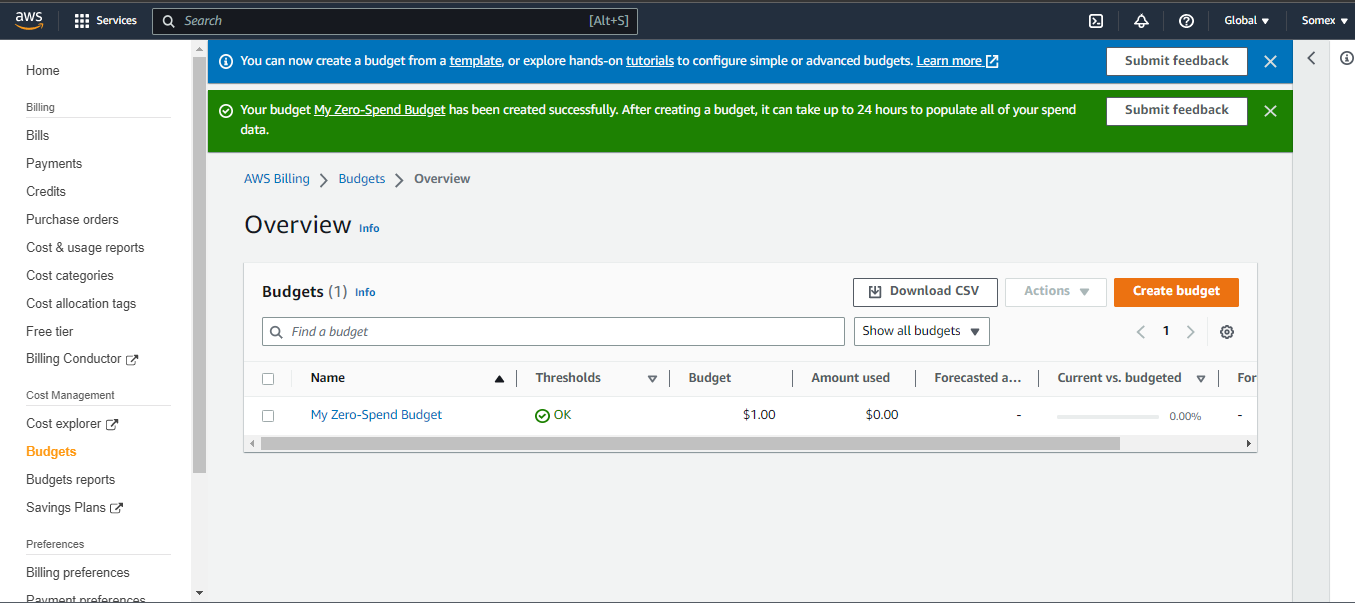 aws
Services
Search
[Alt+S]
Global
Somex
Home
Billing
Bills
Payments
Credits
Purchase orders
Cost & usage reports
Cost categories
Cost allocation tags
Free tier
Billing Conductor
Cost Management
Cost explorer
Budgets
Budgets reports
Savings Plans
Preferences
Billing preferences
Payment preferences
You can now create a budget from a template, or explore hands-on tutorials to configure simple or advanced budgets. Learn more
Submit feedback
Your budget My Zero-Spend Budget has been created successfully. After creating a budget, it can take up to 24 hours to populate all of your spend
data.
Submit feedback
AWS Billing
Budgets
Overview
Overview Info
Budgets (1) Info
Download CSV
Actions
Create budget
Find a budget
Show all budgets
1
Name
Thresholds
Budget
Amount used
Forecasted a...
Current vs. budgeted
For
My Zero-Spend Budget
OK
$1.00
$0.00
-
0.00%
-